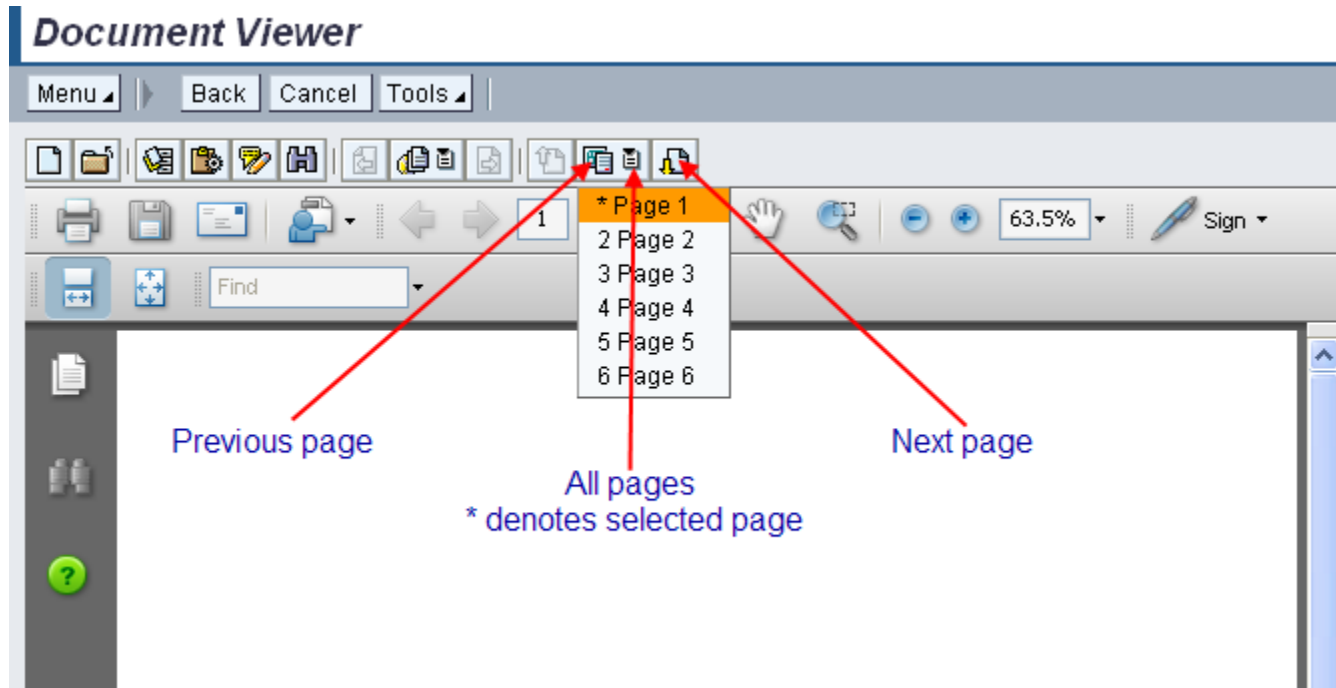 Document Viewer
Menu Back Cancel Tools
1 63.5% Sign
* Page 1
2 Page 2
3 Page 3
4 Page 4
5 Page 5
6 Page 6
Find
Previous page
Next page
All pages
* denotes selected page
?